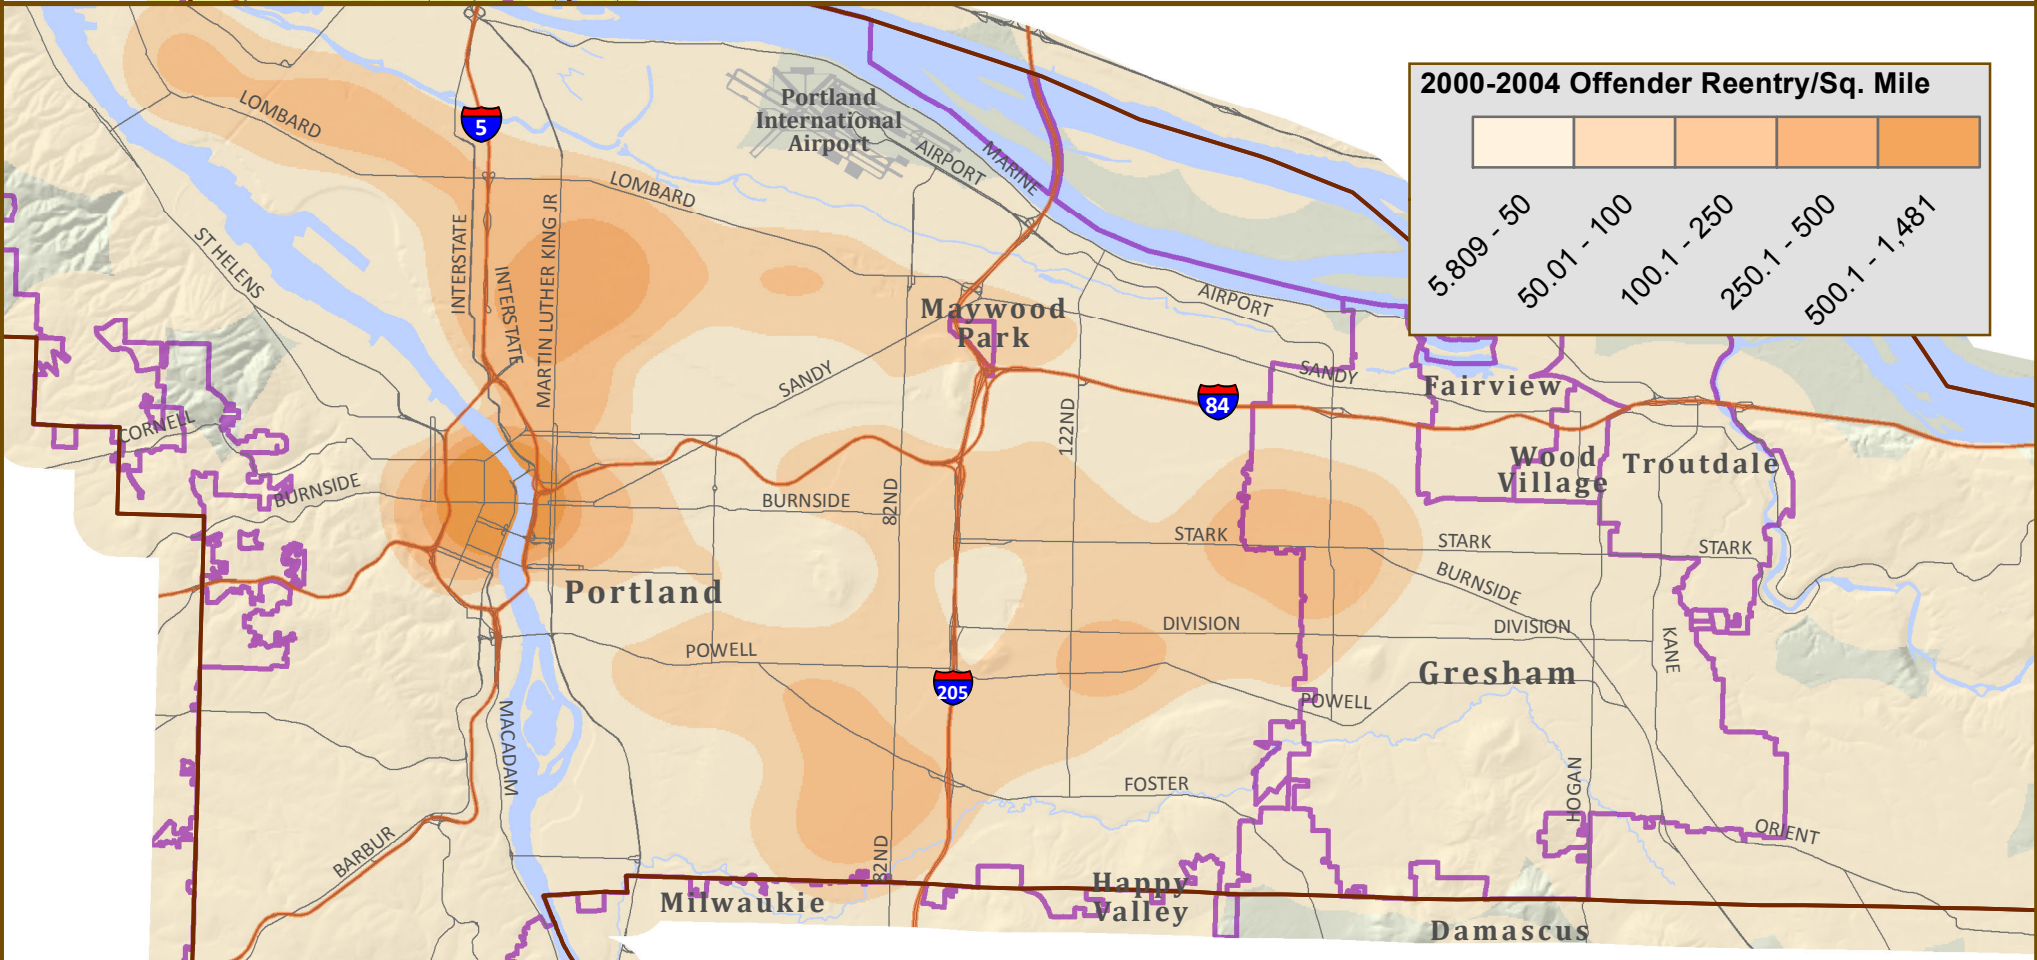 2000-2004 Offender Reentry/Sq. Mile
5.809 - 50
50.01 - 100
100.1 - 250
250.1 - 500
500.1 - 1,481
LOMBARD
5
Portland
International
Airport
AIRPORT
MARINE
LOMBARD
ST HELENS
INTERSTATE
INTERSTATE
MARTIN LUTHER KING JR
Maywood
Park
AIRPORT
SANDY
SANDY
Fairview
84
122ND
CORNELL
BURNSIDE
BURNSIDE
82ND
Wood
Village
Troutdale
STARK
STARK
STARK
BURNSIDE
Portland
DIVISION
DIVISION
POWELL
KANE
Gresham
205
POWELL
MACADAM
FOSTER
HOGAN
BARBUR
82ND
ORIENT
Milwaukie
Happy
Valley
Damascus